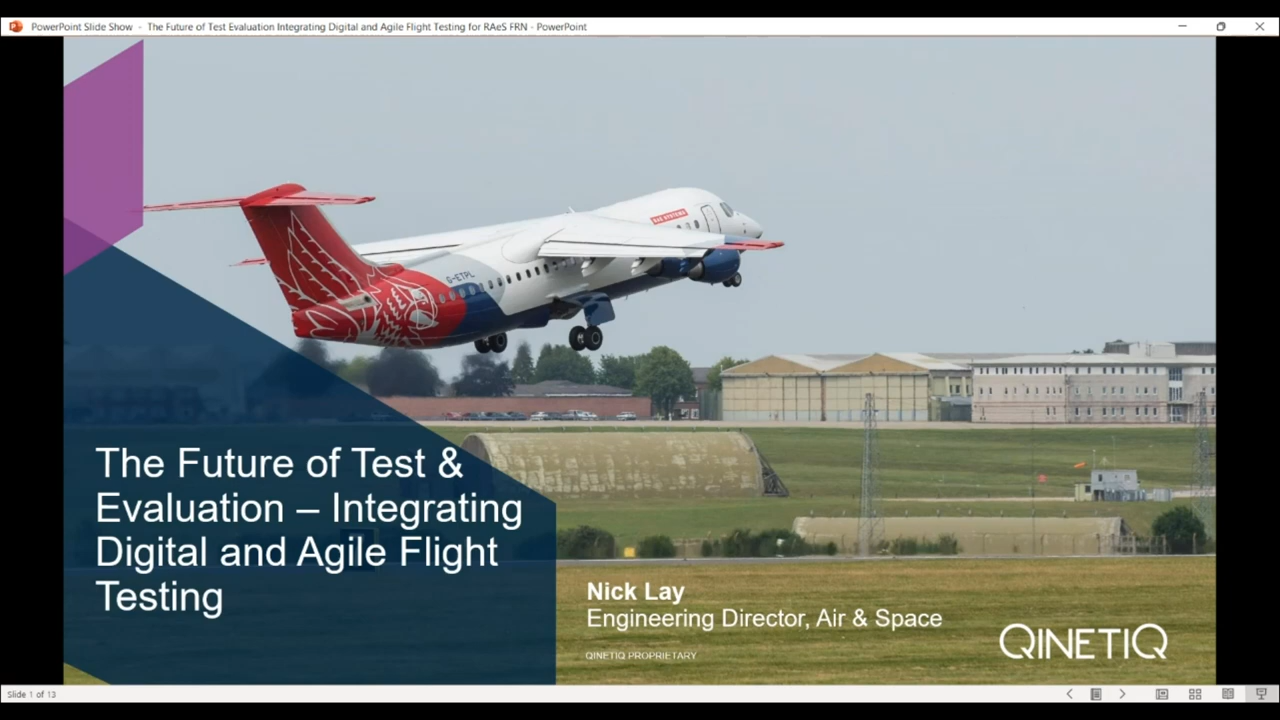 PowerPoint Slide Show - The Future of Test Evaluation Integrating Digital and Agile Flight Testing for RAeS FRN - PowerPoint
BAE SYSTEMS
G-ETPL
The Future of Test &
Evaluation – Integrating
Digital and Agile Flight
Testing
Nick Lay
Engineering Director, Air & Space
QINETIQ PROPRIETARY
QINETIQ
Slide 1 of 13